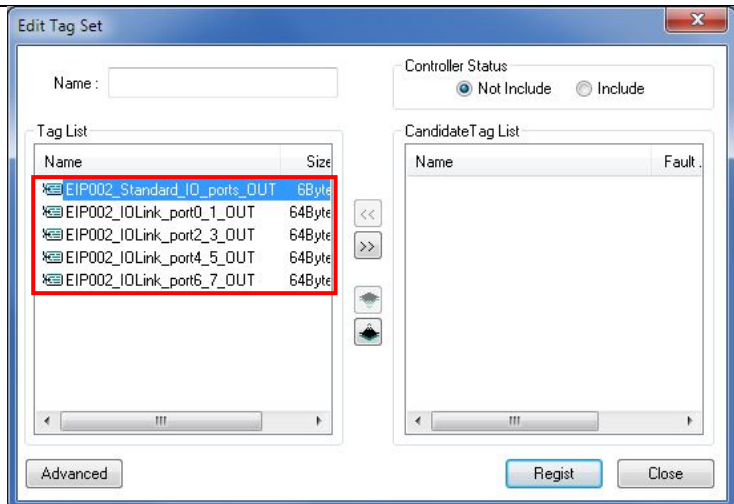 Edit Tag Set
Name :
Controller Status
Not Include Include
Tag List
Name Size
EIP002_Standard_IO_ports_OUT 6Byte
EIP002_IOLink_port0_1_OUT 64Byte
EIP002_IOLink_port2_3_OUT 64Byte
EIP002_IOLink_port4_5_OUT 64Byte
EIP002_IOLink_port6_7_OUT 64Byte
<<
>>
CandidateTag List
Name Fault .
Advanced
Regist Close